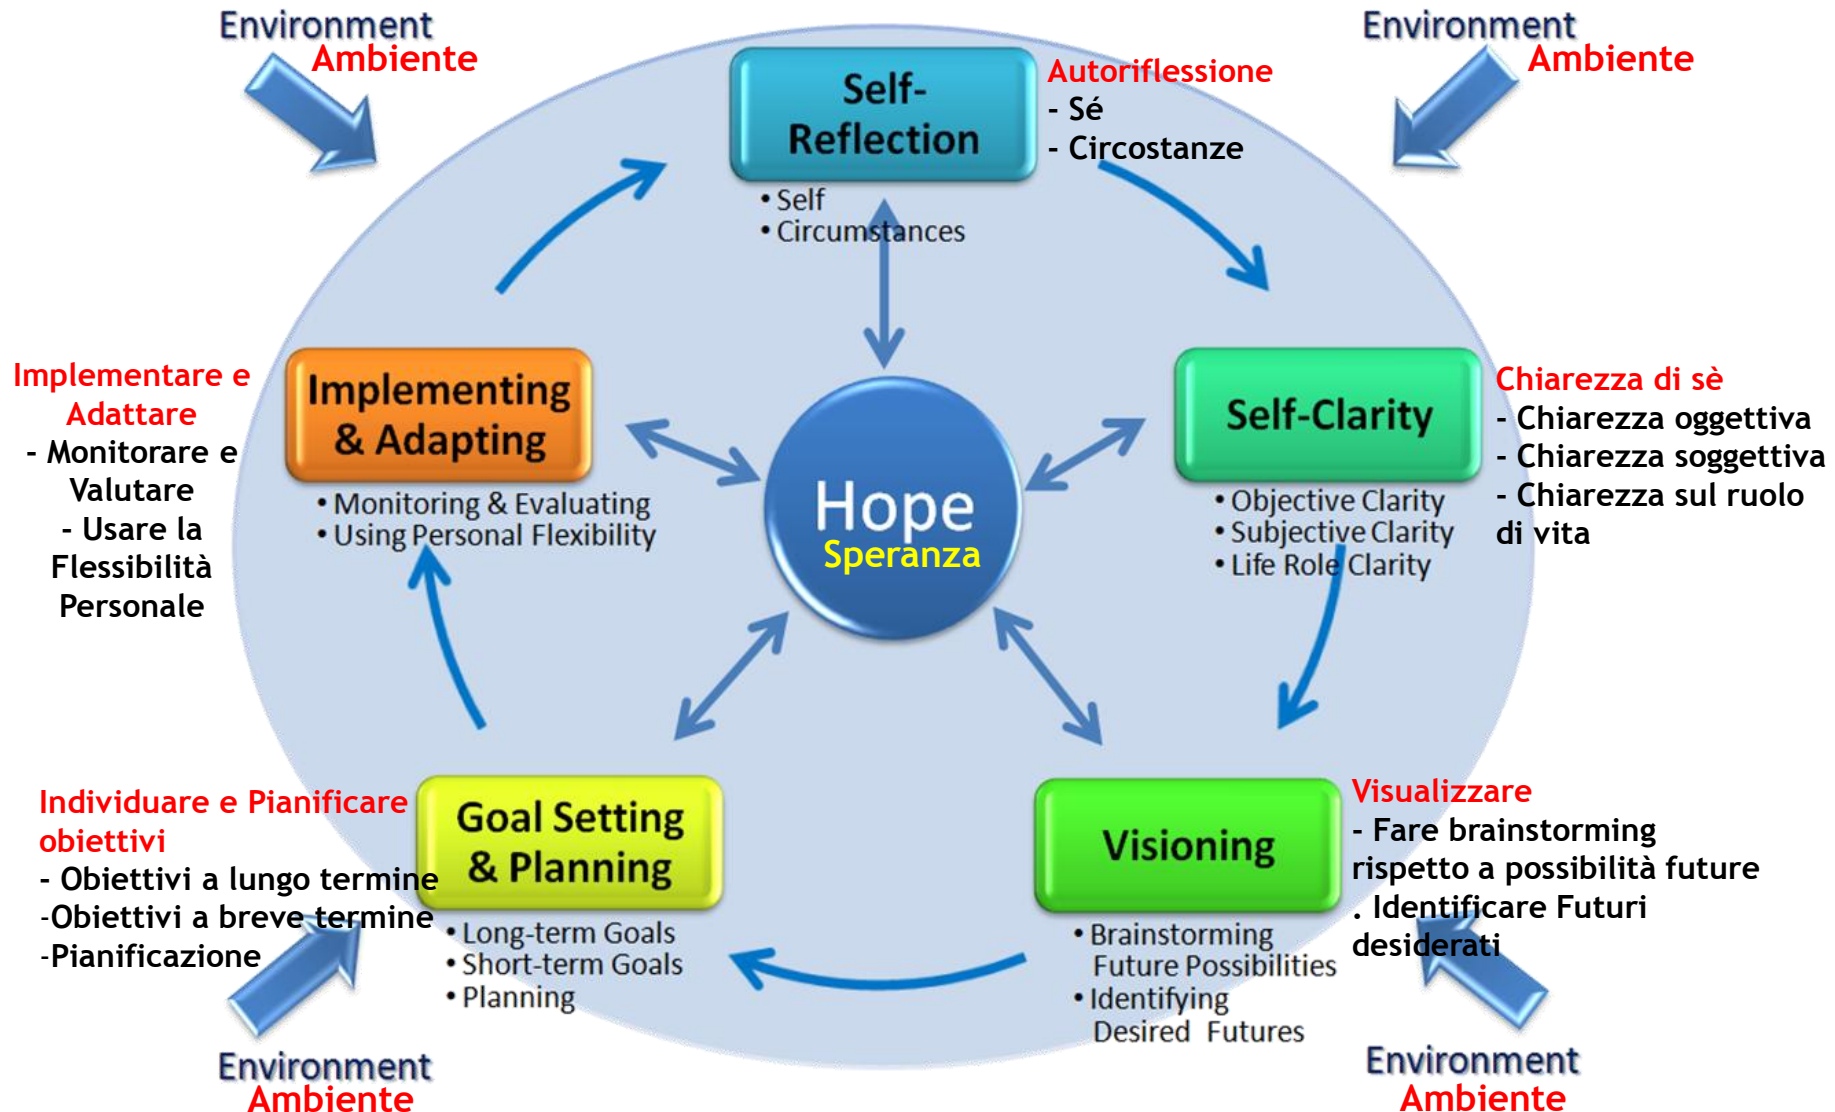 Environment
Ambiente
Environment
Ambiente
Self-
Reflection
• Self
• Circumstances
Autoriflessione
- Sé
- Circostanze
Implementare e
Adattare
- Monitorare e
Valutare
- Usare la
Flessibilità
Personale
Implementing
& Adapting
• Monitoring & Evaluating
• Using Personal Flexibility
Hope
Speranza
Self-Clarity
• Objective Clarity
• Subjective Clarity
• Life Role Clarity
Chiarezza di sè
- Chiarezza oggettiva
- Chiarezza soggettiva
- Chiarezza sul ruolo
di vita
Individuare e Pianificare
obiettivi
- Obiettivi a lungo termine
-Obiettivi a breve termine
-Pianificazione
Goal Setting
& Planning
• Long-term Goals
• Short-term Goals
• Planning
Visioning
• Brainstorming
Future Possibilities
• Identifying
Desired Futures
Visualizzare
- Fare brainstorming
rispetto a possibilità future
. Identificare Futuri
desiderati
Environment
Ambiente
Environment
Ambiente